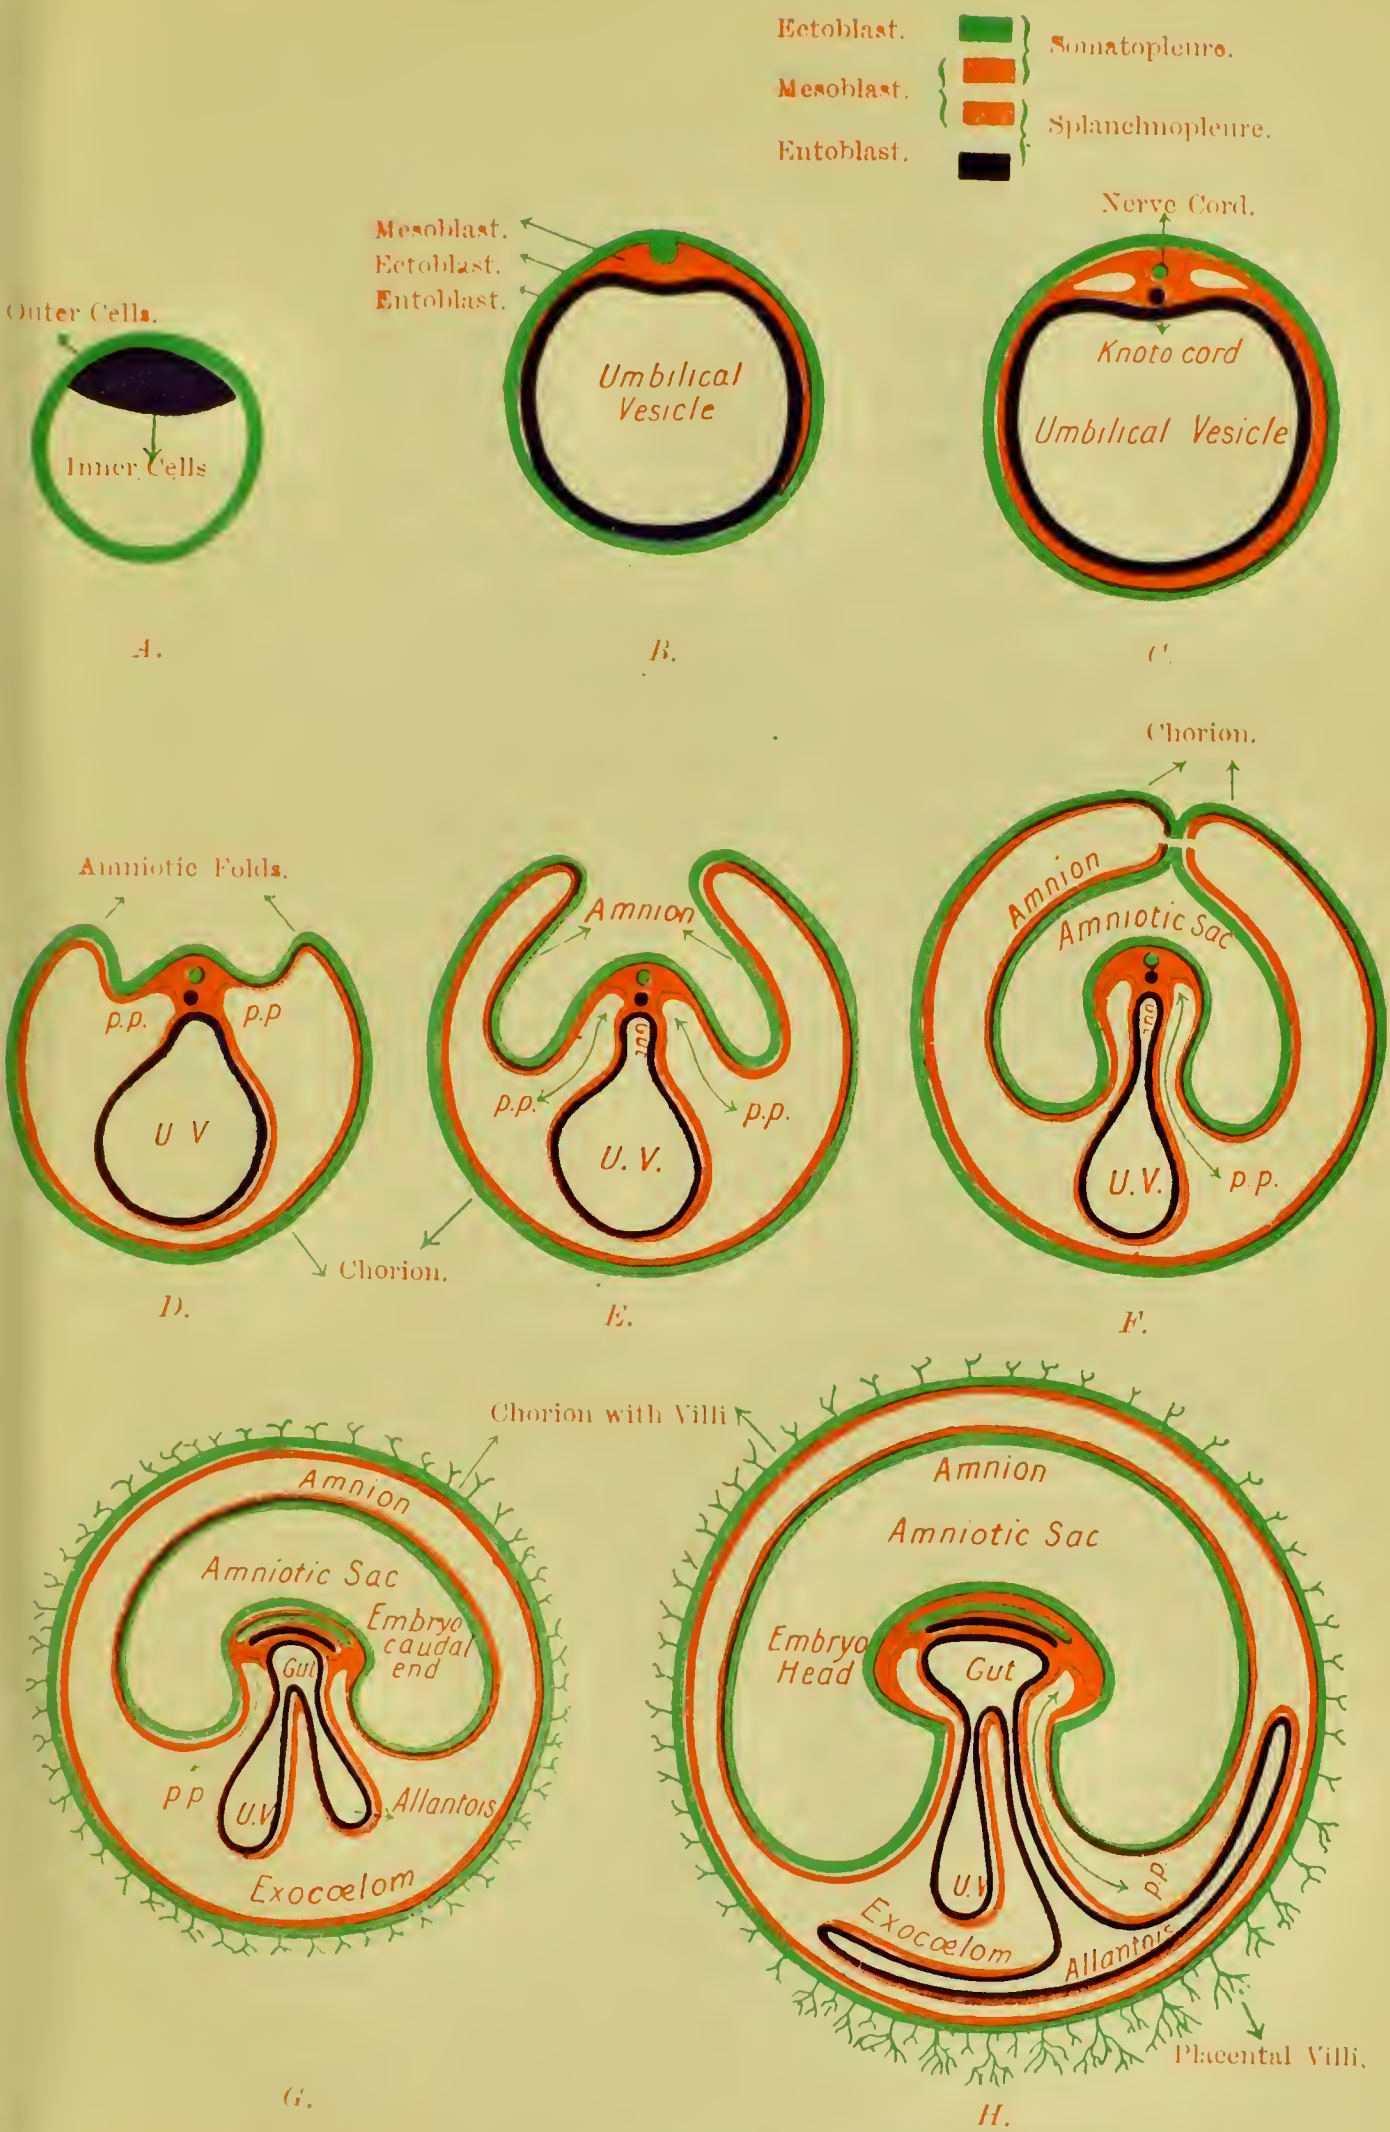 Ectoblast.
Somatopleure.
Mesoblast.
Splanchnopleure.
Entoblast.
Nerve Cord.
Mesoblast.
Ectoblast.
Entoblast.
Outer Cells.
Inner Cells
Umbilical
Vesicle
Knoto cord
Umbilical Vesicle
A.
B.
C.
Chorion.
Amniotic Folds.
Amnion
Amnion
Amniotic Sac
p.p.
p.p
Gut
Gut
p.p.
p.p.
U V
U. V.
U.V.
p.p.
Chorion.
D.
E.
F.
Chorion with Villi
Amnion
Amnion
Amniotic Sac
Amniotic Sac
Embryo
caudal
end
Gut
Embryo
Head
Gut
p p
U.V
Allantois
Exocœlom
U.V
p.p.
Exocœlom
Allantois
Placental Villi.
G.
H.